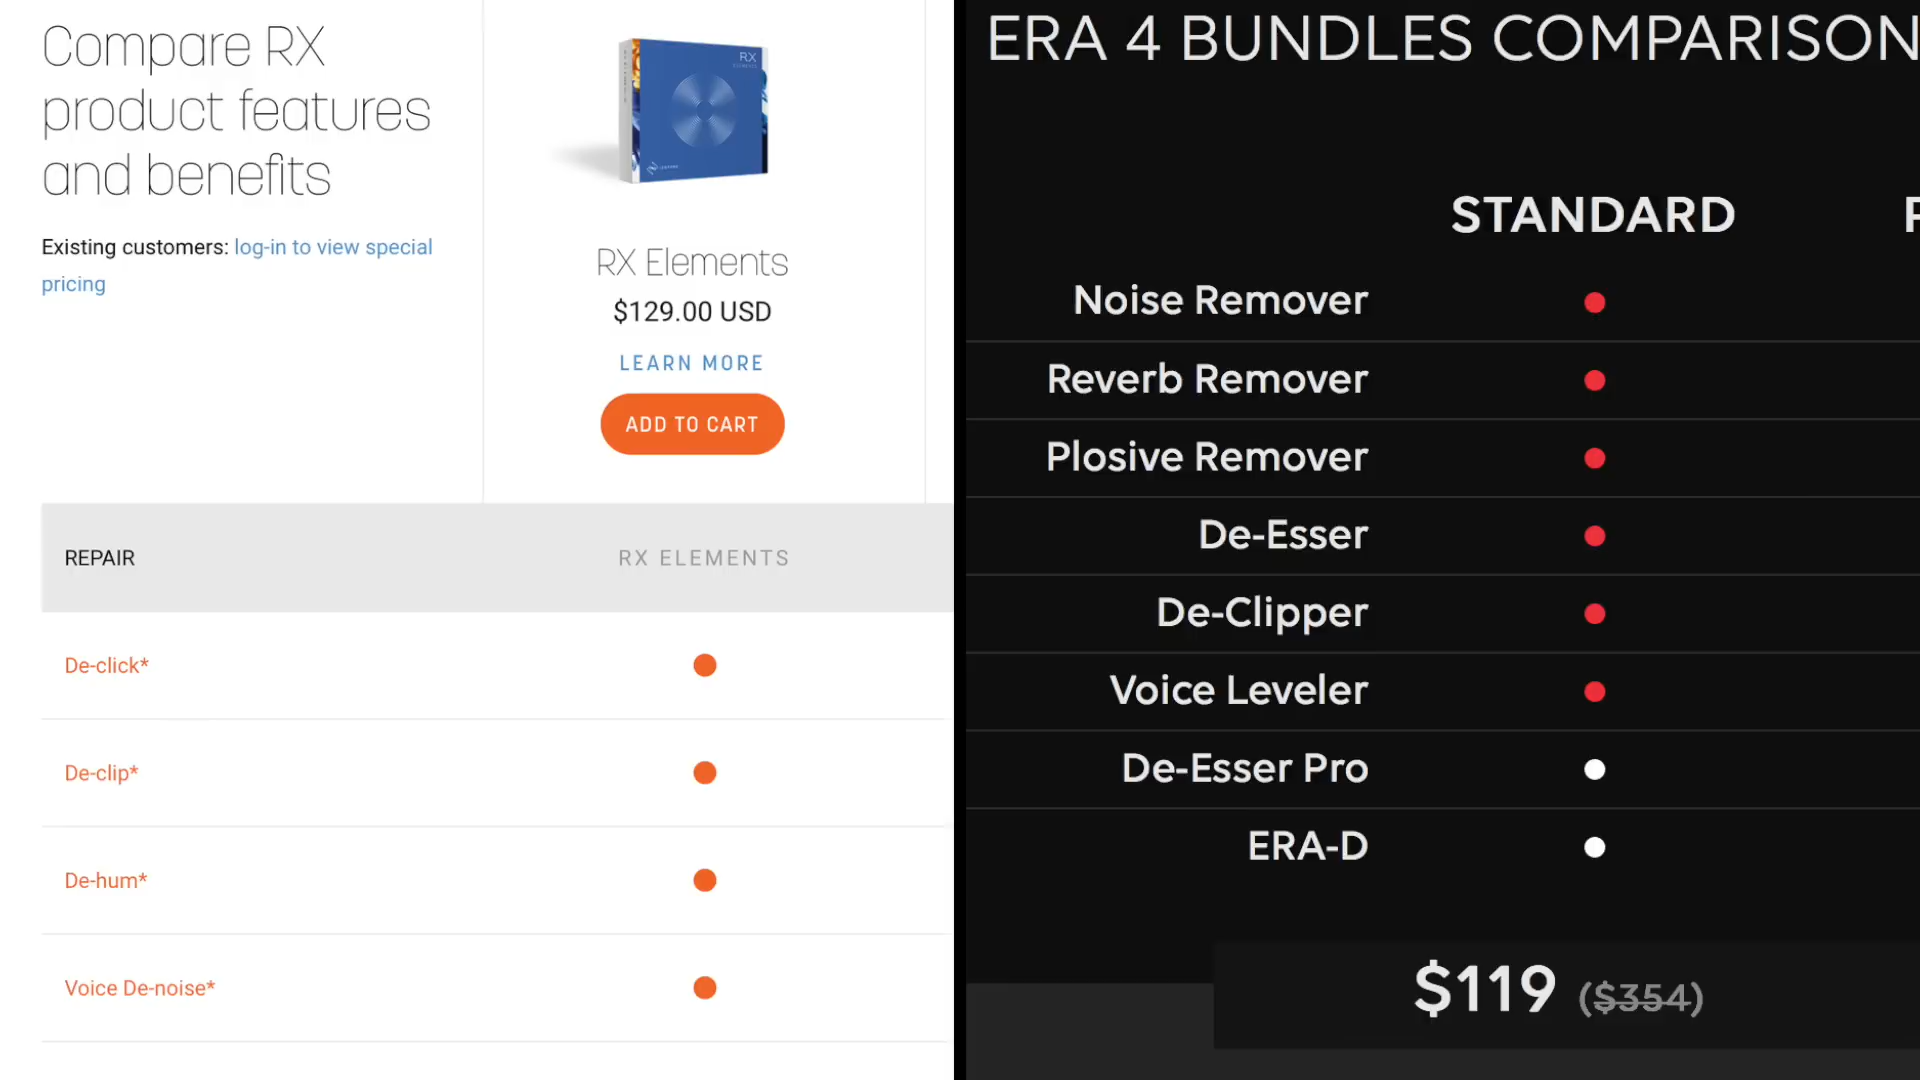 Compare RX
product features
and benefits
Existing customers: log-in to view special
pricing
RX
RX Elements
$129.00 USD
LEARN MORE
ADD TO CART
REPAIR
RX ELEMENTS
De-click*
De-clip*
De-hum*
Voice De-noise*
ERA 4 BUNDLES COMPARISON
STANDARD
Noise Remover
Reverb Remover
Plosive Remover
De-Esser
De-Clipper
Voice Leveler
De-Esser Pro
ERA-D
$119 ($354)